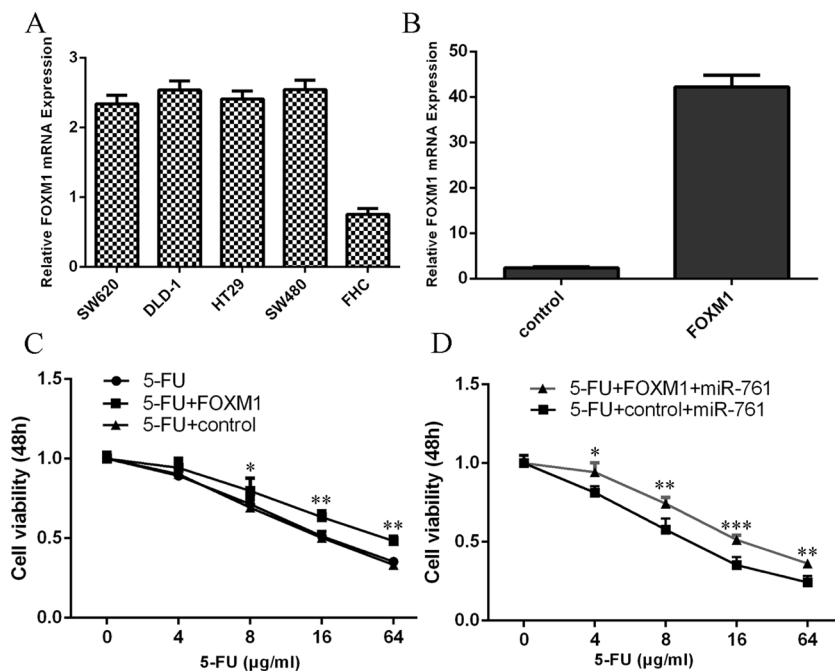 A
Relative FOXM1 mRNA Expression
3
2
1
0
SW620
DLD-1
HT29
SW480
FHC
B
Relative FOXM1 mRNA Expression
50
40
30
20
10
0
control
FOXM1
C
5-FU
5-FU+FOXM1
5-FU+control
Cell viability (48h)
1.5
1.0
0.5
0.0
*
**
**
0 4 8 16 64
5-FU (µg/ml)
D
5-FU+FOXM1+miR-761
5-FU+control+miR-761
Cell viability (48h)
1.5
1.0
0.5
0.0
*
**
***
**
0 4 8 16 64
5-FU (µg/ml)